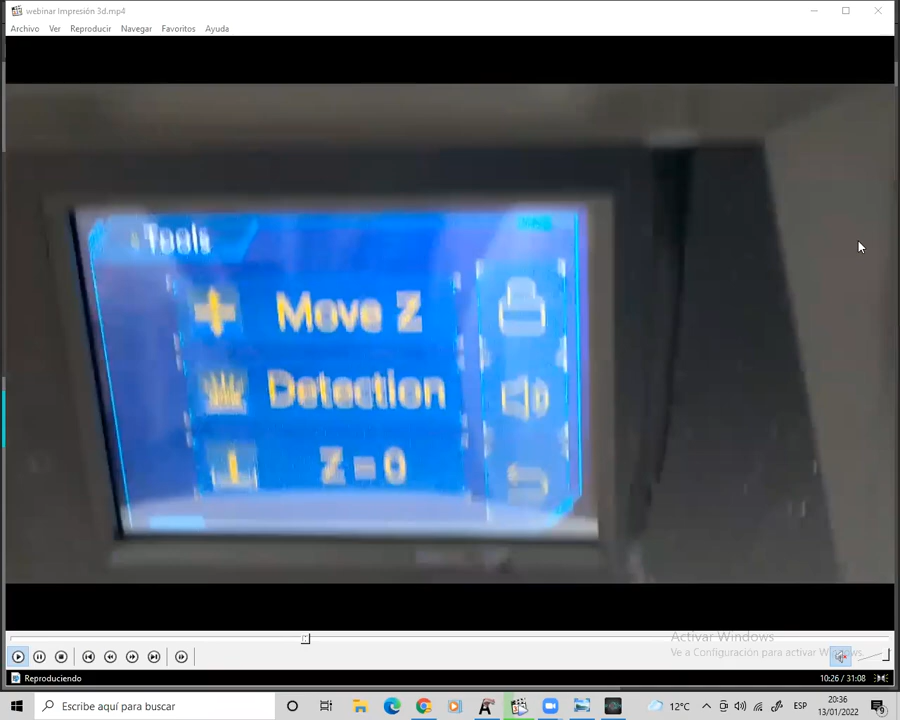 webinar Impresión 3d.mp4
Archivo Ver Reproducir Navegar Favoritos Ayuda
Tools
Move Z
Detection
Z = 0
Activar Windows
Ve a Configuración para activar Windows.
Reproduciendo
10:26 / 31:08
Escribe aquí para buscar
12°C
ESP
20:36
13/01/2022
9